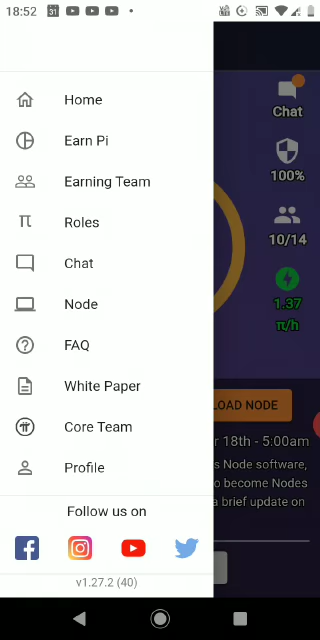 18:52
31
Home
Earn Pi
Earning Team
π Roles
Chat
Node
FAQ
White Paper
Core Team
Profile
Follow us on
v1.27.2 (40)
Chat
100%
10/14
1.37
π/h
LOAD NODE
r 18th - 5:00am
s Node software,
o become Nodes
a brief update on